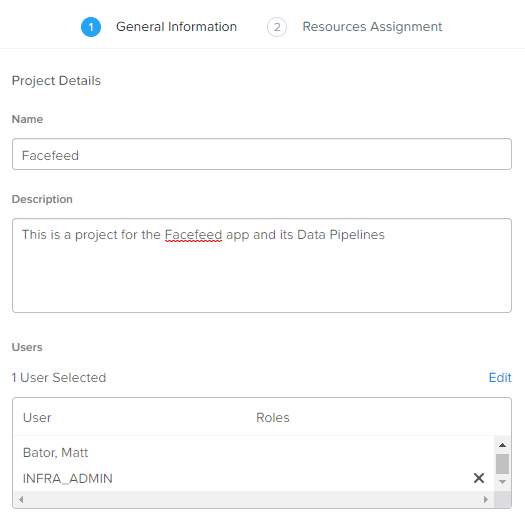 1 General Information 2 Resources Assignment
Project Details
Name
Facefeed
Description
This is a project for the Facefeed app and its Data Pipelines
Users
1 User Selected Edit
User Roles
Bator, Matt
INFRA_ADMIN